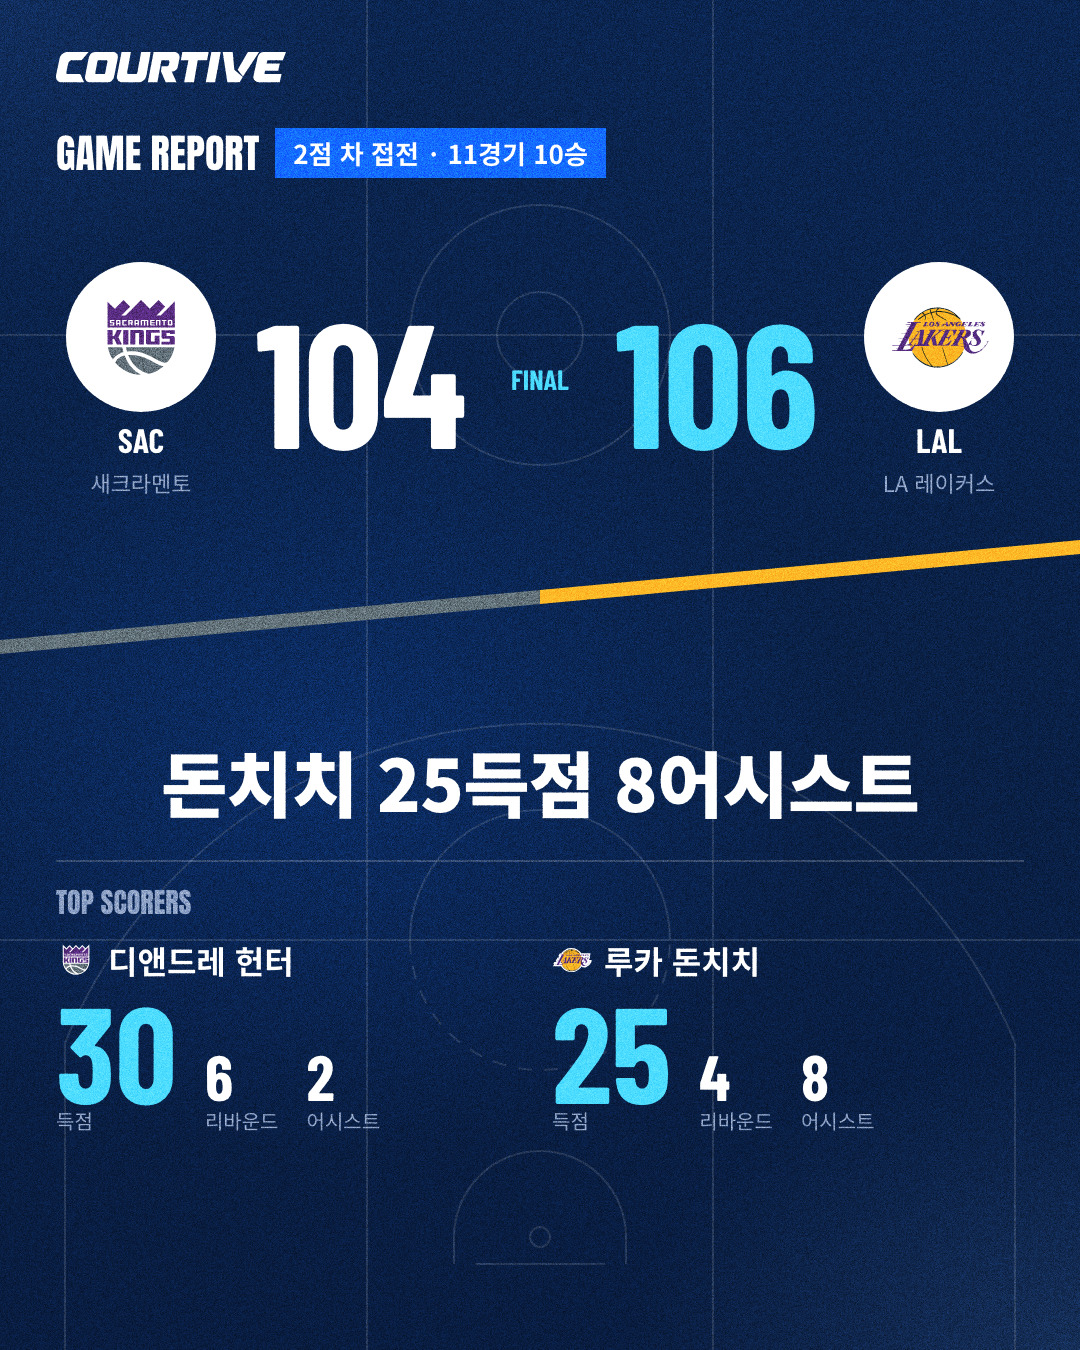 COURTIVE
GAME REPORT
2점 차 접전 · 11경기 10승
SACRAMENTO
KINGS
LOS ANGELES
LAKERS
104
FINAL
106
SAC
LAL
새크라멘토
LA 레이커스
돈치치 25득점 8어시스트
TOP SCORERS
KINGS
디앤드레 헌터
LAKERS
루카 돈치치
30 6 2
득점 리바운드 어시스트
25 4 8
득점 리바운드 어시스트